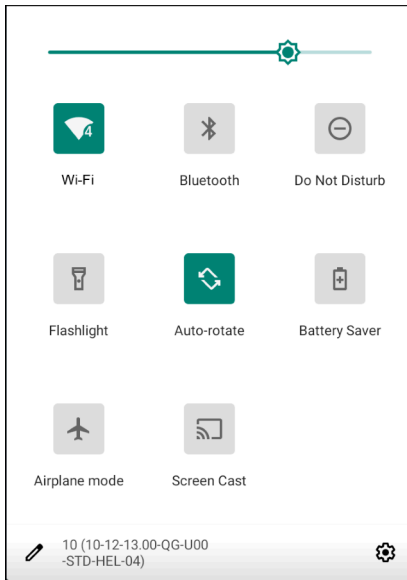 4
Wi-Fi
Bluetooth
Do Not Disturb
Flashlight
Auto-rotate
Battery Saver
Airplane mode
Screen Cast
10 (10-12-13.00-QG-U00
-STD-HEL-04)